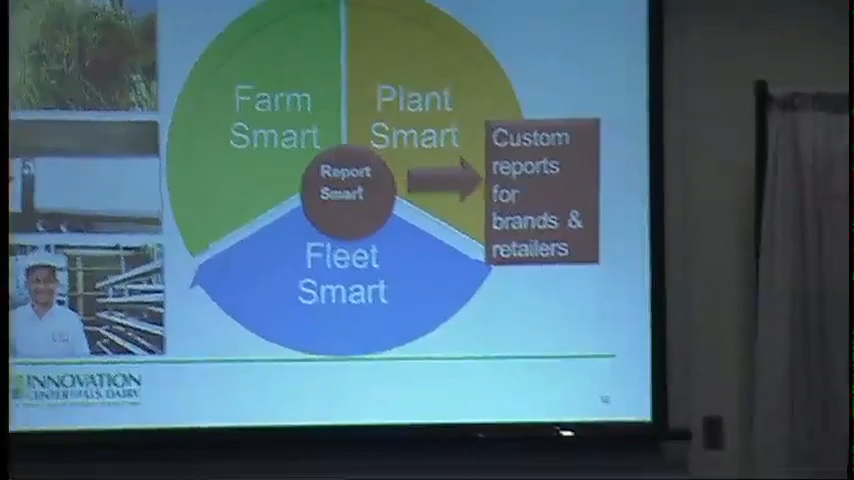 Farm
Smart
Plant
Smart
Report
Smart
Custom
reports
for
brands &
retailers
Fleet
Smart
INNOVATION
CENTER FOR U.S. DAIRY